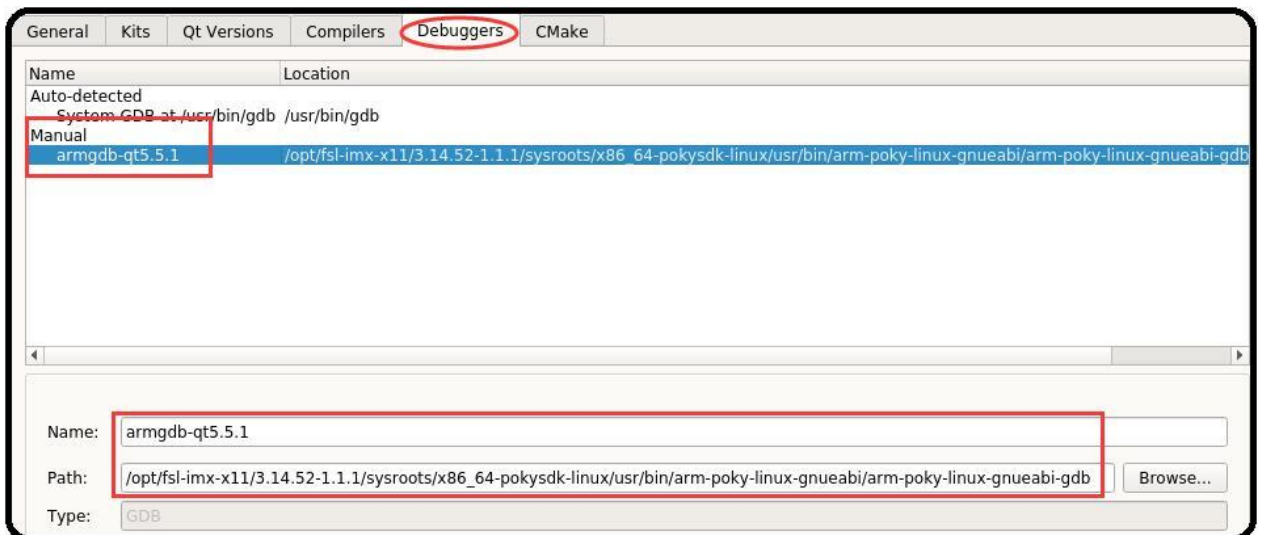 General Kits Qt Versions Compilers Debuggers CMake
Name Location
Auto-detected
System GDB at /usr/bin/gdb /usr/bin/gdb
Manual
armgdb-qt5.5.1 /opt/fsl-imx-x11/3.14.52-1.1.1/sysroots/x86_64-pokysdk-linux/usr/bin/arm-poky-linux-gnueabi/arm-poky-linux-gnueabi-gdb
Name: armgdb-qt5.5.1
Path: /opt/fsl-imx-x11/3.14.52-1.1.1/sysroots/x86_64-pokysdk-linux/usr/bin/arm-poky-linux-gnueabi/arm-poky-linux-gnueabi-gdb Browse...
Type: GDB